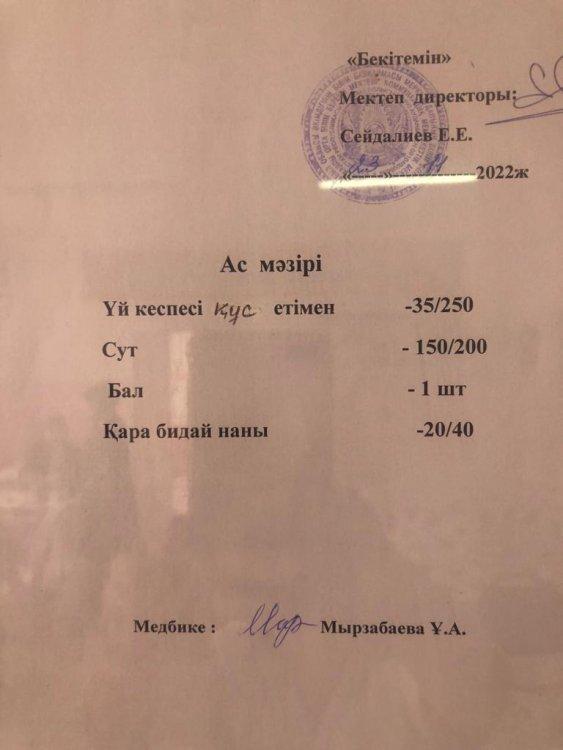 «Бекітемін»
Мектеп директоры:
Сейдалиев Е.Е.
«23» 11 2022ж
Ас мәзірі
Үй кеспесі құс етімен -35/250
Сүт - 150/200
Бал - 1 шт
Қара бидай наны -20/40
Медбике : Мырзабаева Ұ.А.